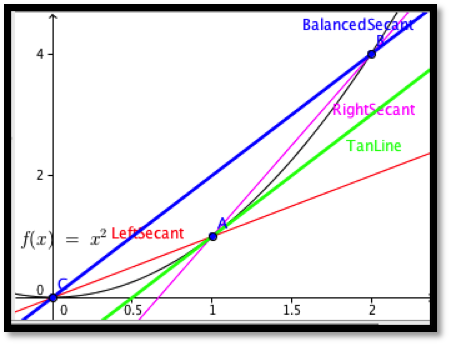 BalancedSecant
B
4
RightSecant
TanLine
2
A
f(x) = x²
LeftSecant
C
0
0
0.5
1
1.5
2